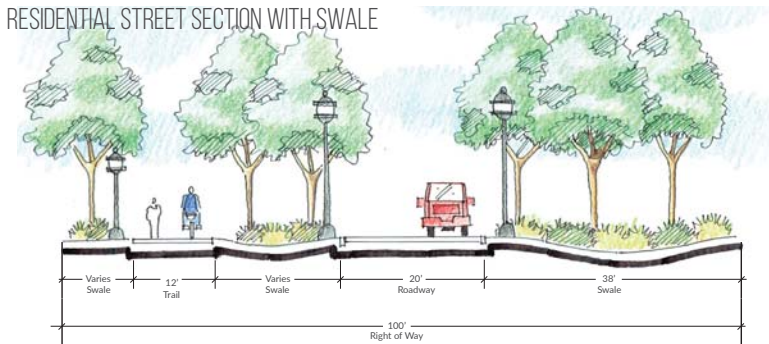 RESIDENTIAL STREET SECTION WITH SWALE
Varies
Swale
12'
Trail
Varies
Swale
20'
Roadway
38'
Swale
100'
Right of Way